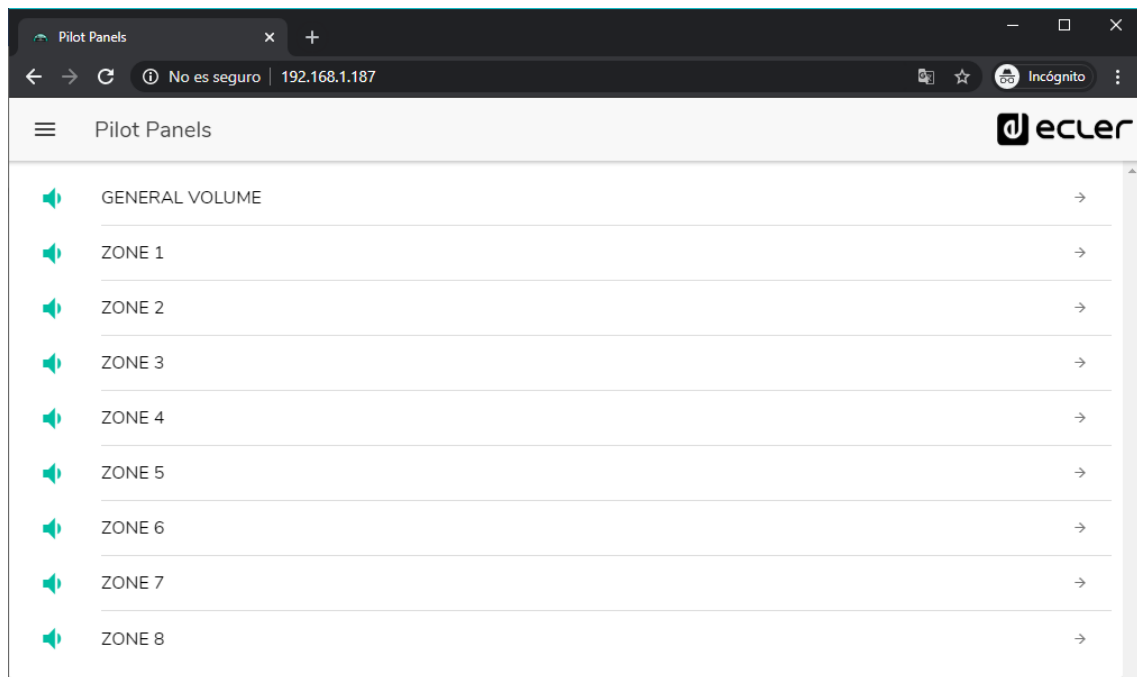 Pilot Panels
No es seguro | 192.168.1.187
Incógnito
Pilot Panels
ecler
GENERAL VOLUME
ZONE 1
ZONE 2
ZONE 3
ZONE 4
ZONE 5
ZONE 6
ZONE 7
ZONE 8